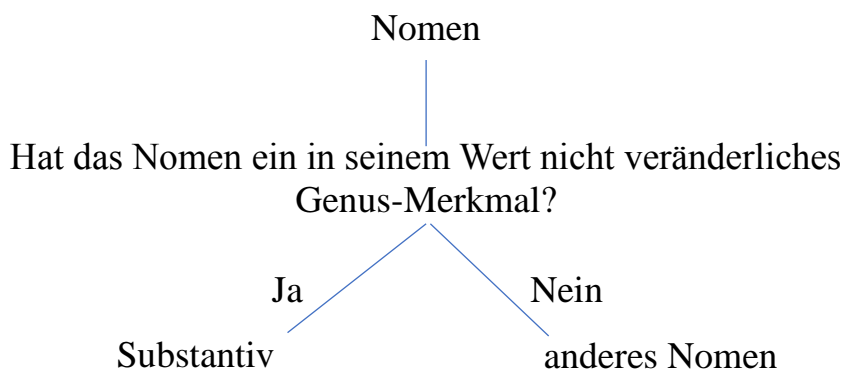 Nomen
Hat das Nomen ein in seinem Wert nicht veränderliches
Genus-Merkmal?
Ja
Nein
Substantiv
anderes Nomen